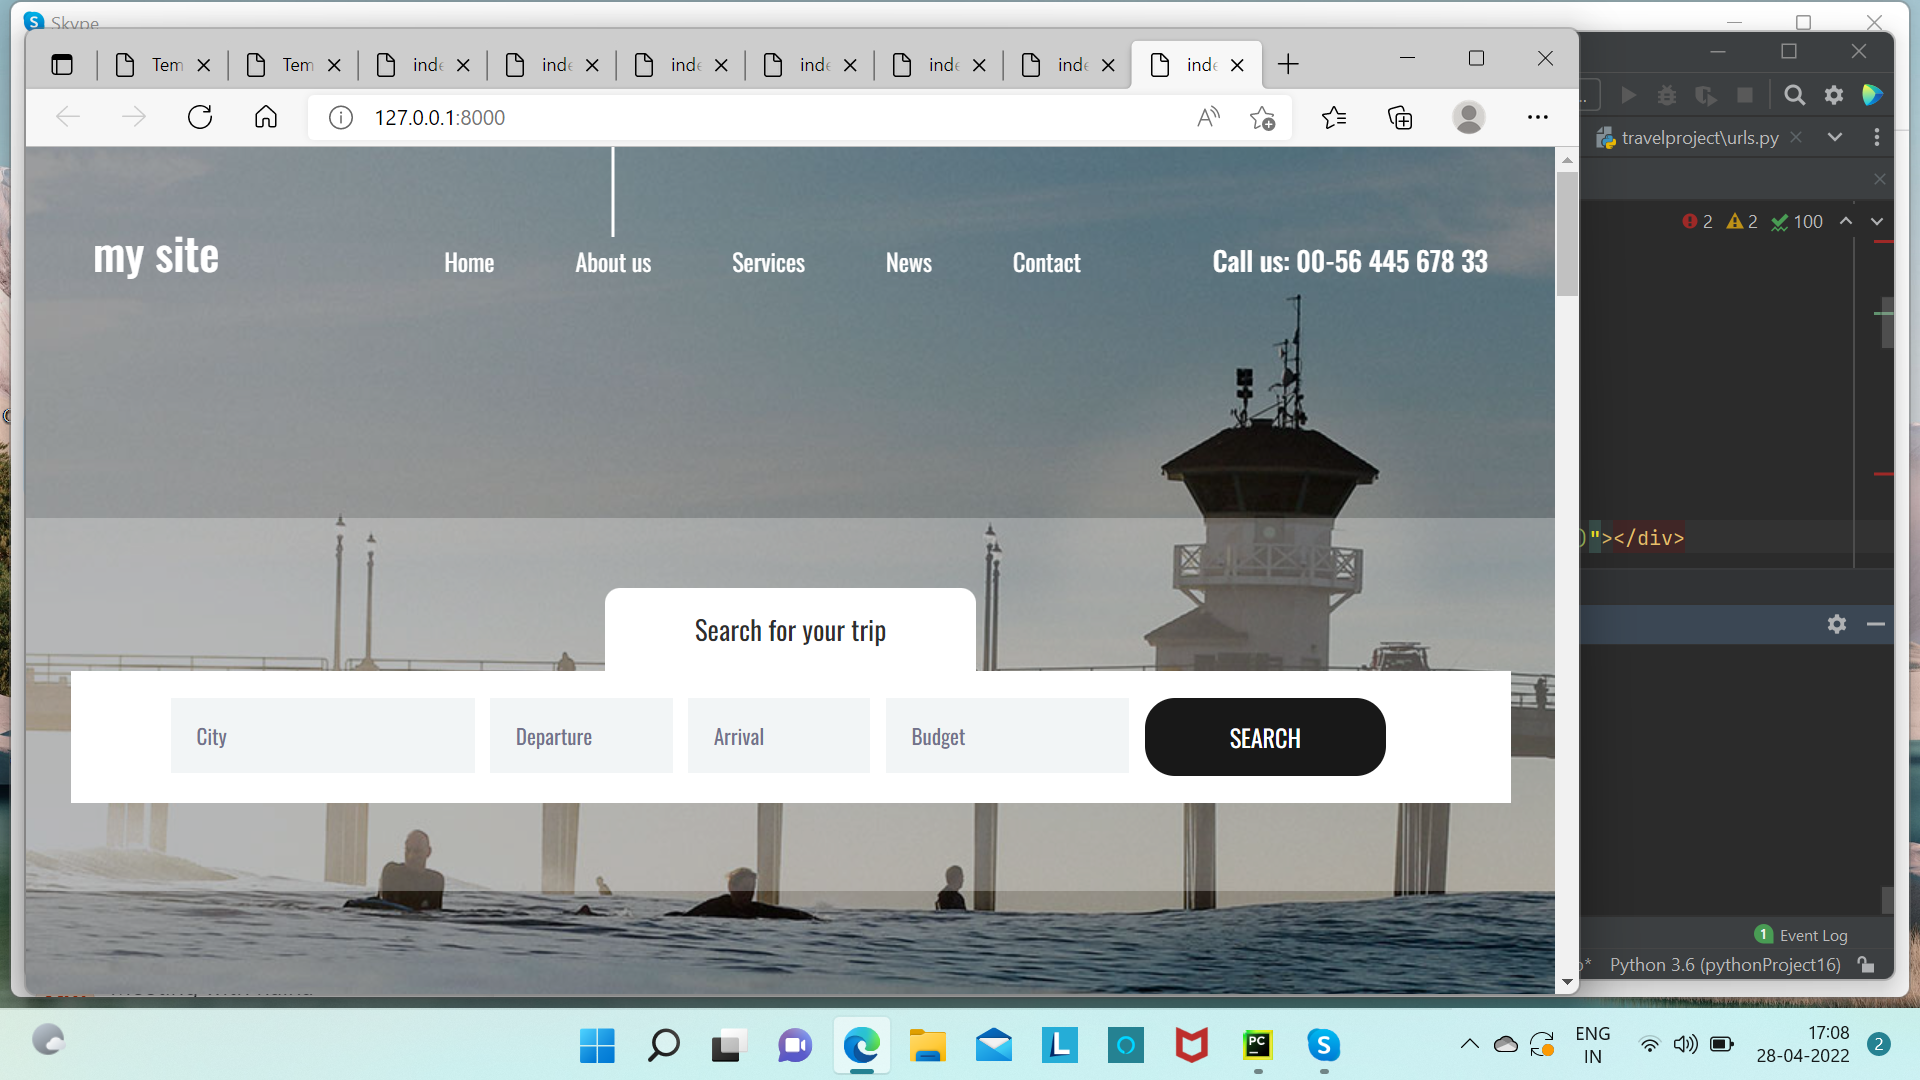 Skype
Tem
Tem
inde
inde
inde
inde
inde
inde
inde
127.0.0.1:8000
my site
Home
About us
Services
News
Contact
Call us: 00-56 445 678 33
Search for your trip
City
Departure
Arrival
Budget
SEARCH
travelproject\urls.py
2
2
100
)"></div>
1 Event Log
Python 3.6 (pythonProject16)
ENG
IN
17:08
28-04-2022
2